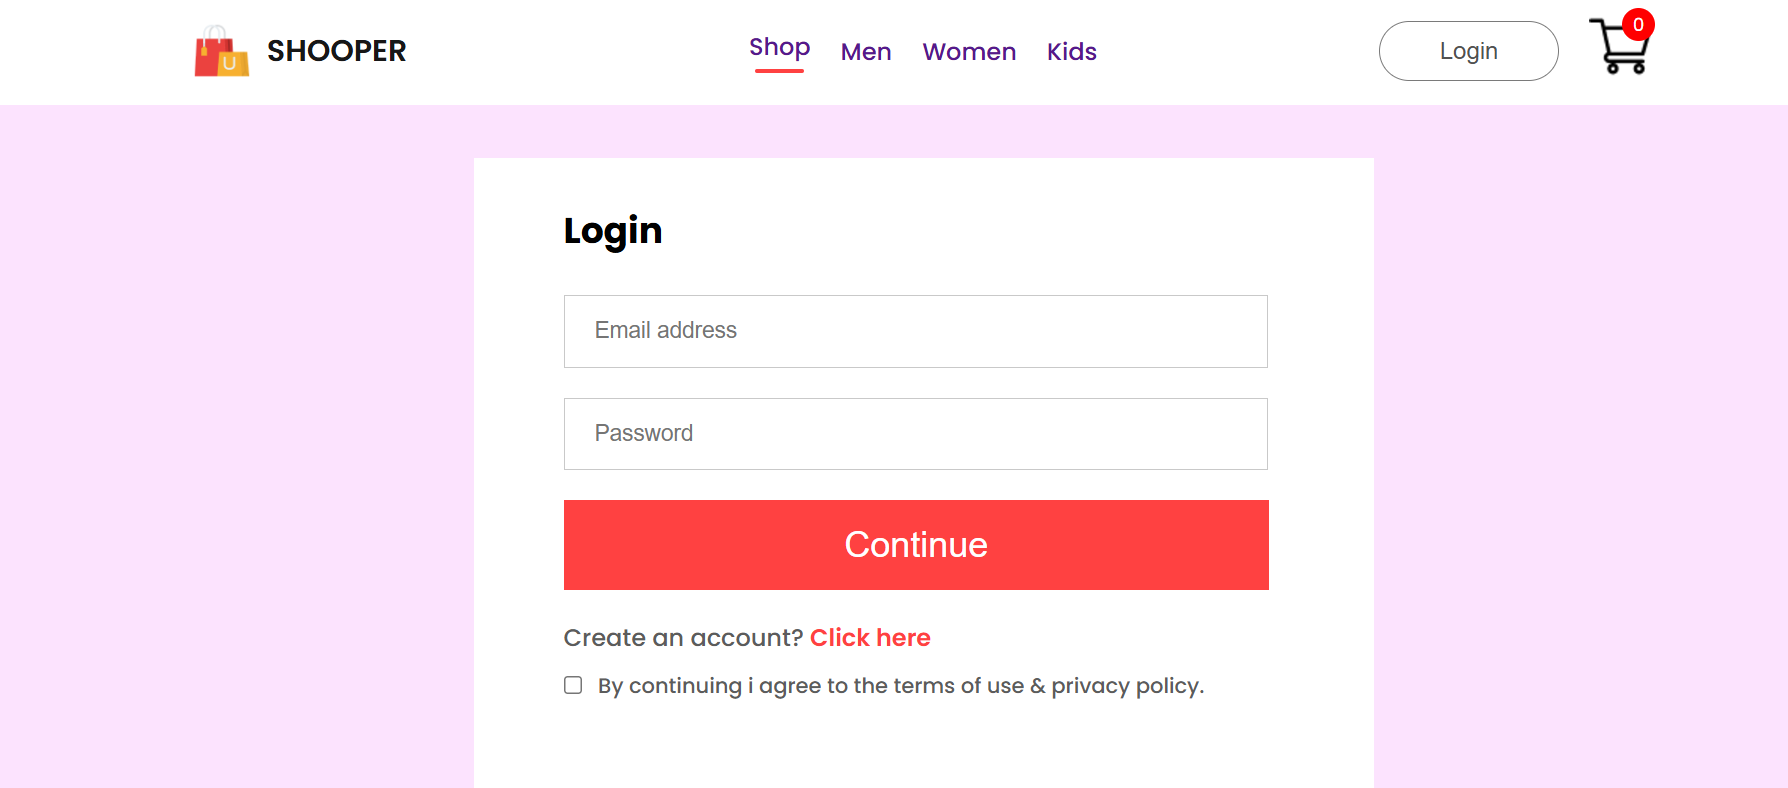 SHOOPER
Shop Men Women Kids
Login
0
Login
Email address
Password
Continue
Create an account? Click here
By continuing i agree to the terms of use & privacy policy.